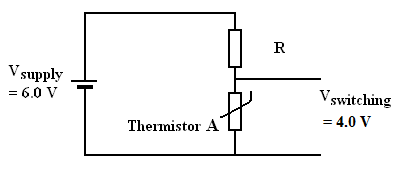 R
Vsupply
= 6.0 V
Vswitching
= 4.0 V
Thermistor A